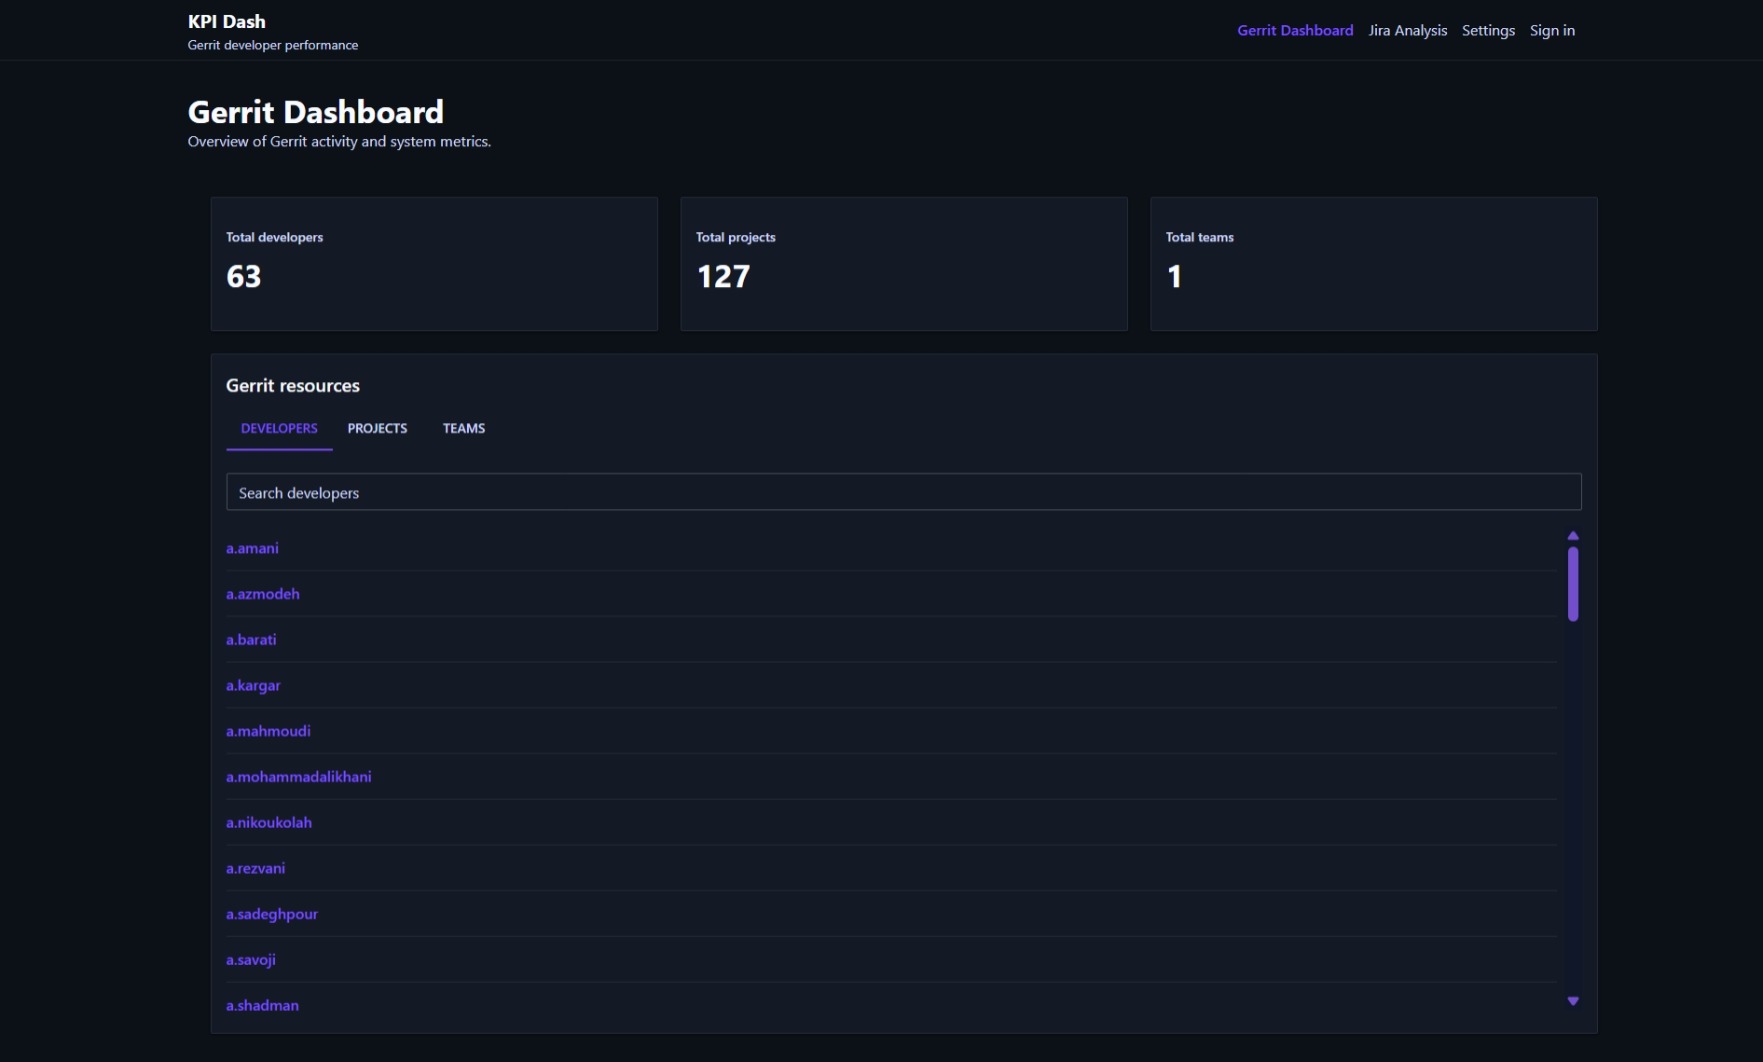 KPI Dash
Gerrit developer performance
Gerrit Dashboard Jira Analysis Settings Sign in
Gerrit Dashboard
Overview of Gerrit activity and system metrics.
Total developers
63
Total projects
127
Total teams
1
Gerrit resources
DEVELOPERS PROJECTS TEAMS
Search developers
a.amani
a.azmodeh
a.barati
a.kargar
a.mahmoudi
a.mohammadalikhani
a.nikoukolah
a.rezvani
a.sadeghpour
a.savoji
a.shadman